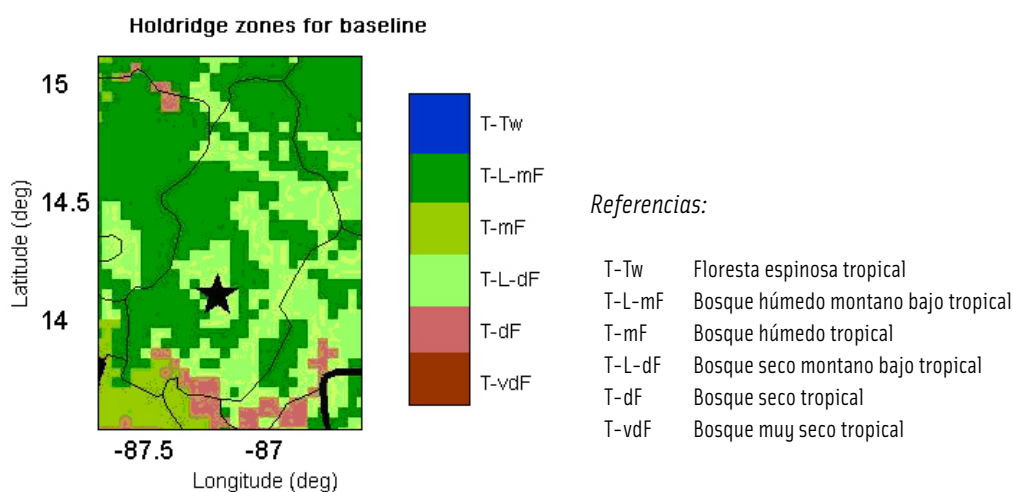 Holdridge zones for baseline
15
14.5
14
Latitude (deg)
-87.5 -87
Longitude (deg)
T-Tw
T-L-mF
T-mF
T-L-dF
T-dF
T-vdF
Referencias:
T-Tw Floresta espinosa tropical
T-L-mF Bosque húmedo montano bajo tropical
T-mF Bosque húmedo tropical
T-L-dF Bosque seco montano bajo tropical
T-dF Bosque seco tropical
T-vdF Bosque muy seco tropical